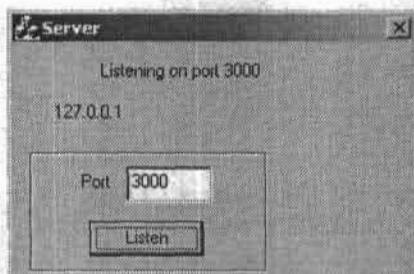 Server
Listening on port 3000
127.0.0.1
Port 3000
Listen